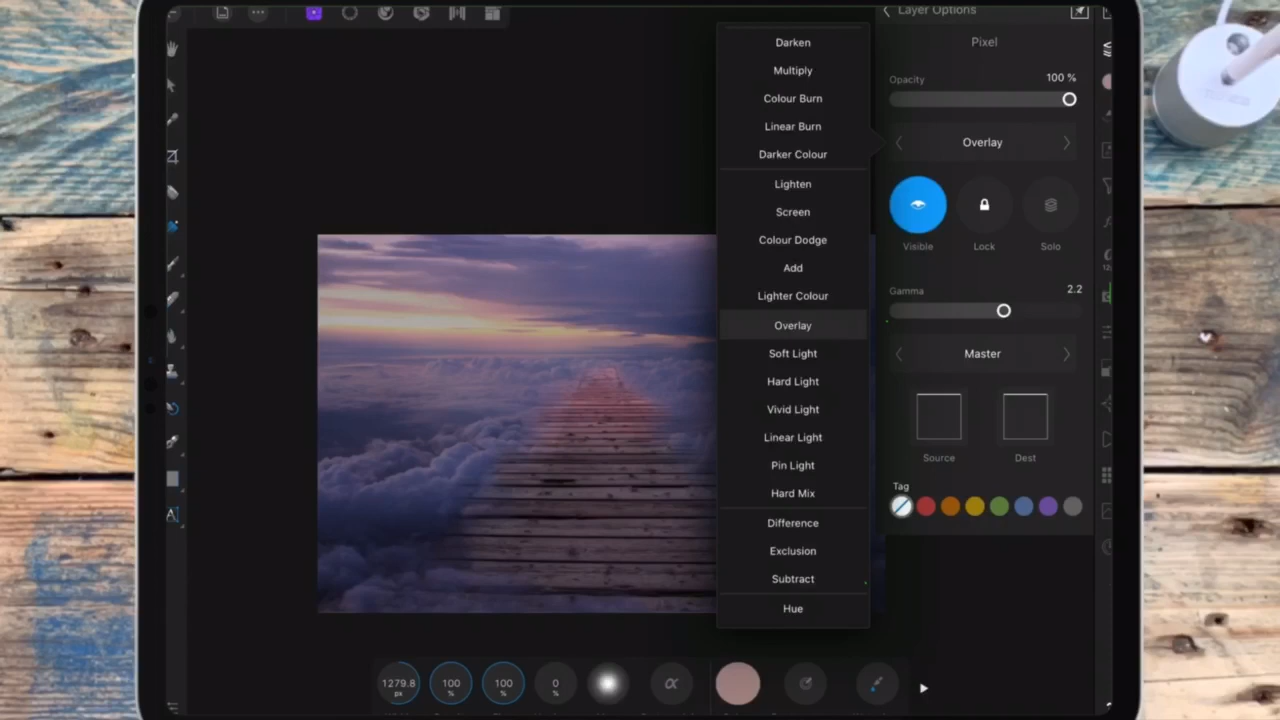 Layer Options
Pixel
Opacity
100 %
Overlay
Visible
Lock
Solo
Gamma
2.2
Master
Source
Dest
Tag
Darken
Multiply
Colour Burn
Linear Burn
Darker Colour
Lighten
Screen
Colour Dodge
Add
Lighter Colour
Overlay
Soft Light
Hard Light
Vivid Light
Linear Light
Pin Light
Hard Mix
Difference
Exclusion
Subtract
Hue
1279.8
px
100
%
100
%
0
%
α